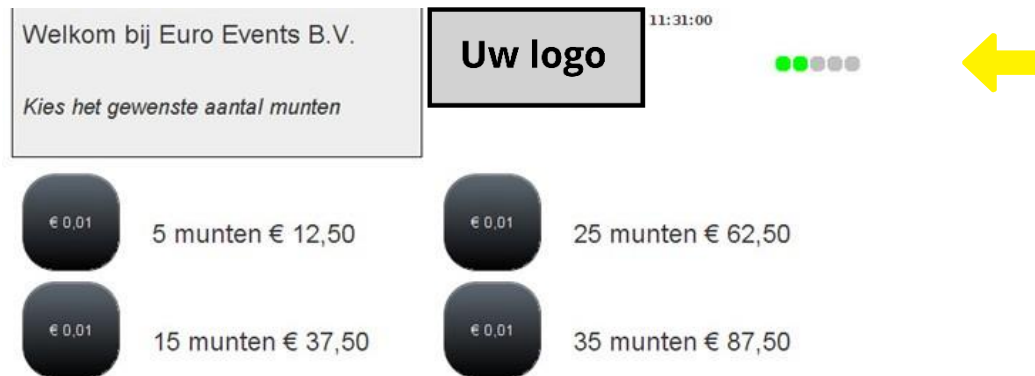 Welkom bij Euro Events B.V.
Kies het gewenste aantal munten
Uw logo
11:31:00
€ 0,01
5 munten € 12,50
€ 0,01
25 munten € 62,50
€ 0,01
15 munten € 37,50
€ 0,01
35 munten € 87,50